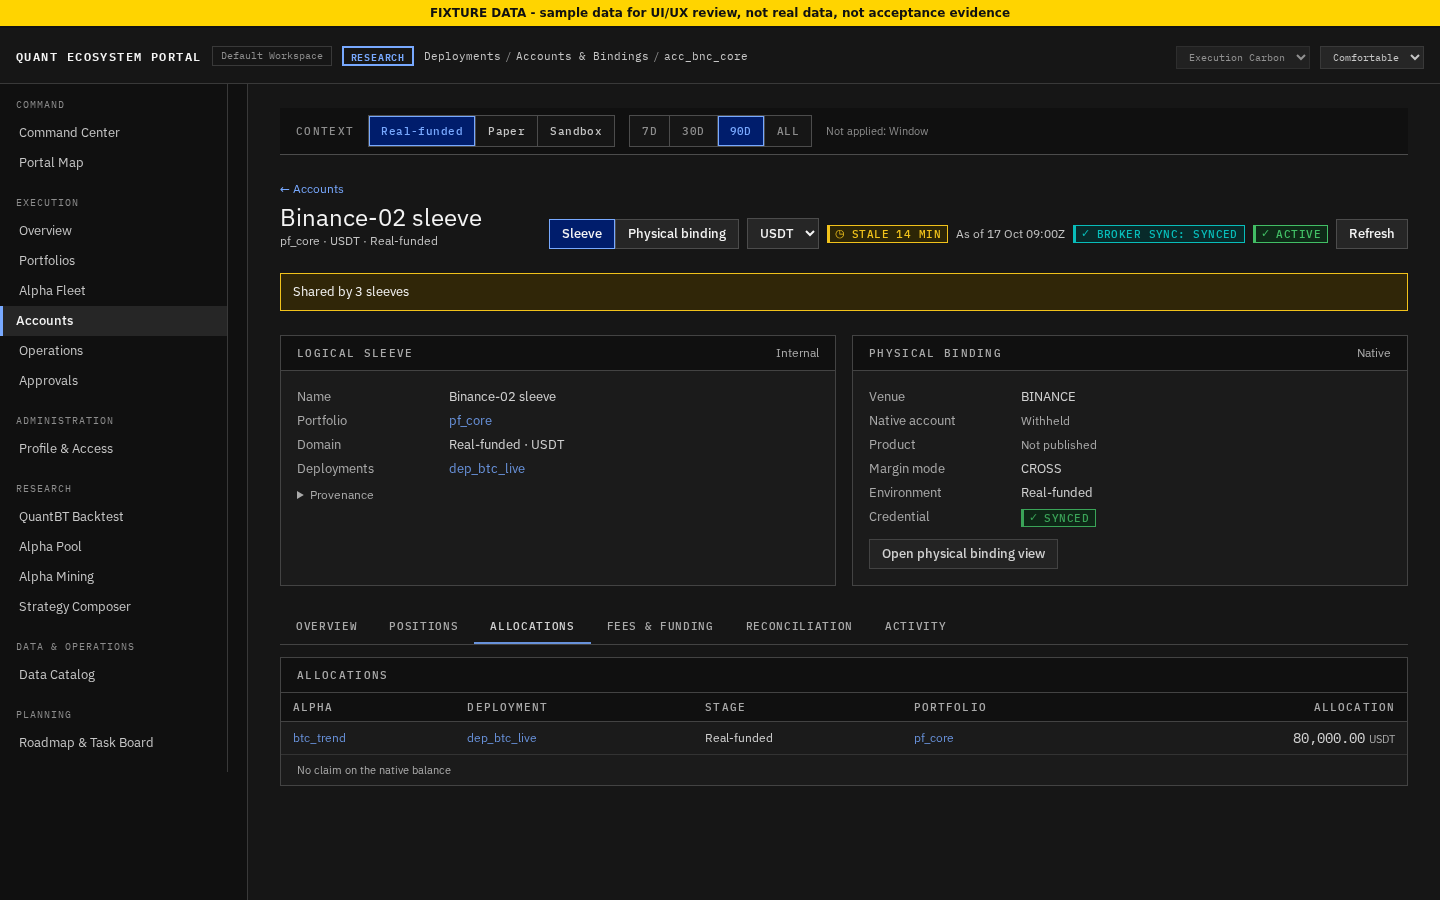 FIXTURE DATA - sample data for UI/UX review, not real data, not acceptance evidence
QUANT ECOSYSTEM PORTAL Default Workspace RESEARCH Deployments / Accounts & Bindings / acc_bnc_core Execution Carbon Comfortable
COMMAND
Command Center
Portal Map
EXECUTION
Overview
Portfolios
Alpha Fleet
Accounts
Operations
Approvals
ADMINISTRATION
Profile & Access
RESEARCH
QuantBT Backtest
Alpha Pool
Alpha Mining
Strategy Composer
DATA & OPERATIONS
Data Catalog
PLANNING
Roadmap & Task Board
CONTEXT Real-funded Paper Sandbox 7D 30D 90D ALL Not applied: Window
← Accounts
Binance-02 sleeve
pf_core · USDT · Real-funded
Sleeve Physical binding USDT STALE 14 MIN As of 17 Oct 09:00Z ✓ BROKER SYNC: SYNCED ✓ ACTIVE Refresh
Shared by 3 sleeves
LOGICAL SLEEVE Internal
Name Binance-02 sleeve
Portfolio pf_core
Domain Real-funded · USDT
Deployments dep_btc_live
▶ Provenance
PHYSICAL BINDING Native
Venue BINANCE
Native account Withheld
Product Not published
Margin mode CROSS
Environment Real-funded
Credential ✓ SYNCED
Open physical binding view
OVERVIEW POSITIONS ALLOCATIONS FEES & FUNDING RECONCILIATION ACTIVITY
ALLOCATIONS
ALPHA DEPLOYMENT STAGE PORTFOLIO ALLOCATION
btc_trend dep_btc_live Real-funded pf_core 80,000.00 USDT
No claim on the native balance